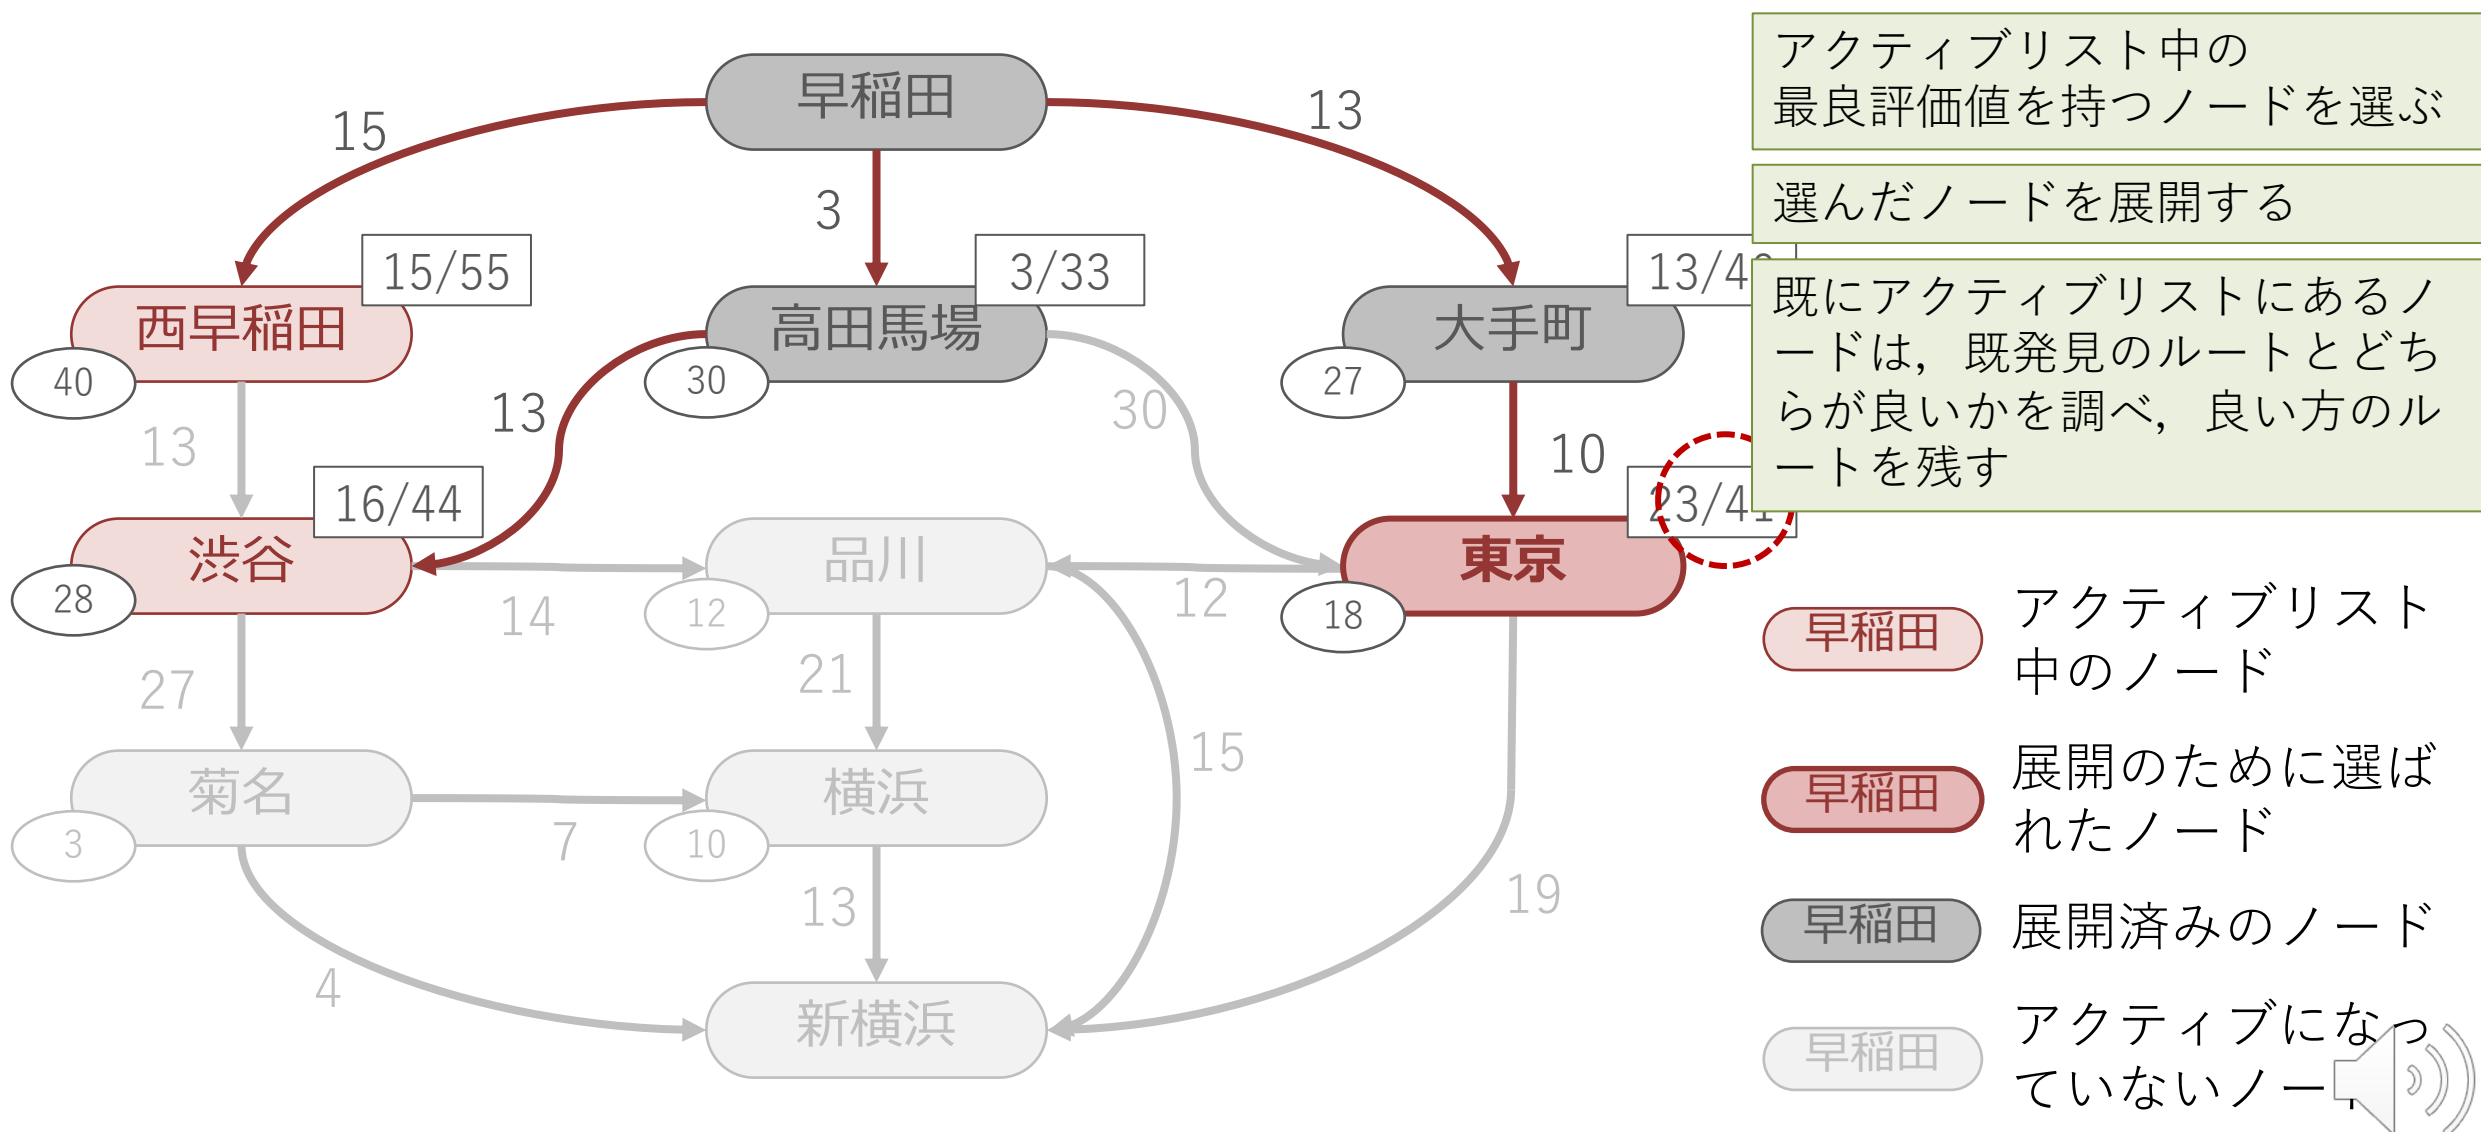 アクティブリスト中の
最良評価値を持つノードを選ぶ
選んだノードを展開する
既にアクティブリストにあるノ
ードは，既発見のルートとどち
らが良いかを調べ，良い方のル
ートを残す
早稲田
15
3
13
西早稲田
15/55
40
高田馬場
3/33
30
大手町
13/4
27
13
13
30
10
渋谷
16/44
28
品川
12
東京
23/41
18
14
12
27
21
15
19
菊名
3
横浜
10
7
13
4
新横浜
早稲田
アクティブリスト
中のノード
早稲田
展開のために選ば
れたノード
早稲田
展開済みのノード
早稲田
アクティブになっ
ていないノード